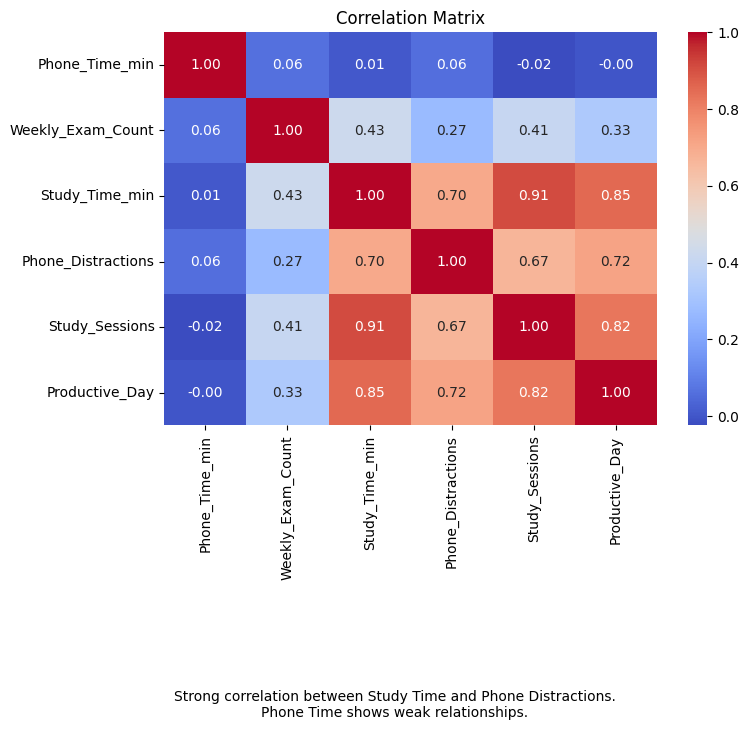 Correlation Matrix
Phone_Time_min 1.00 0.06 0.01 0.06 -0.02 -0.00
Weekly_Exam_Count 0.06 1.00 0.43 0.27 0.41 0.33
Study_Time_min 0.01 0.43 1.00 0.70 0.91 0.85
Phone_Distractions 0.06 0.27 0.70 1.00 0.67 0.72
Study_Sessions -0.02 0.41 0.91 0.67 1.00 0.82
Productive_Day -0.00 0.33 0.85 0.72 0.82 1.00
Phone_Time_min
Weekly_Exam_Count
Study_Time_min
Phone_Distractions
Study_Sessions
Productive_Day
1.0
0.8
0.6
0.4
0.2
0.0
Strong correlation between Study Time and Phone Distractions.
Phone Time shows weak relationships.